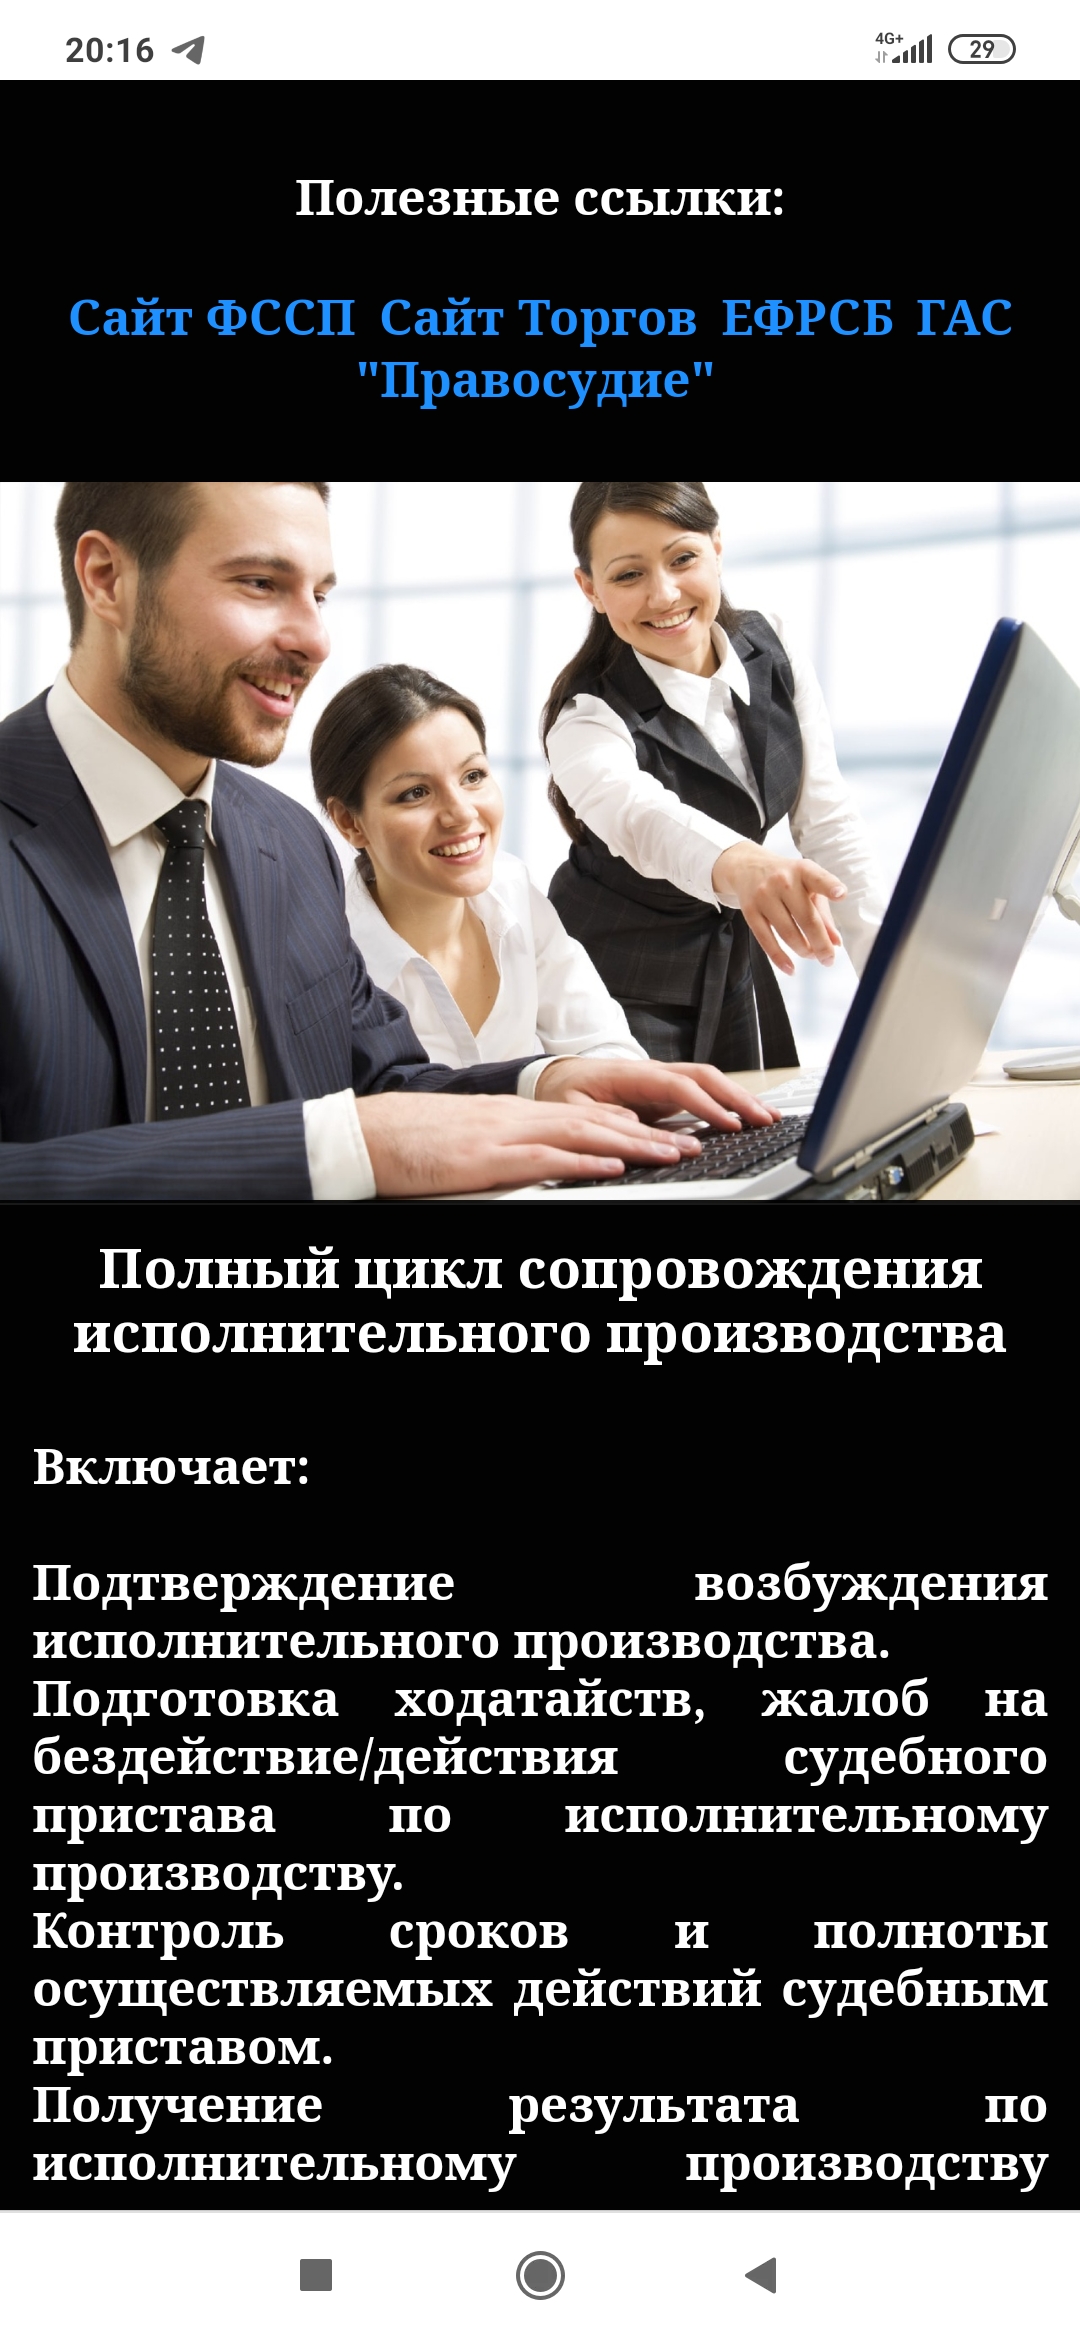 20:16
4G+
29
Полезные ссылки:
Сайт ФССП Сайт Торгов ЕФРСБ ГАС
"Правосудие"
Полный цикл сопровождения
исполнительного производства
Включает:
Подтверждение возбуждения
исполнительного производства.
Подготовка ходатайств, жалоб на
бездействие/действия судебного
пристава по исполнительному
производству.
Контроль сроков и полноты
осуществляемых действий судебным
приставом.
Получение результата по
исполнительному производству